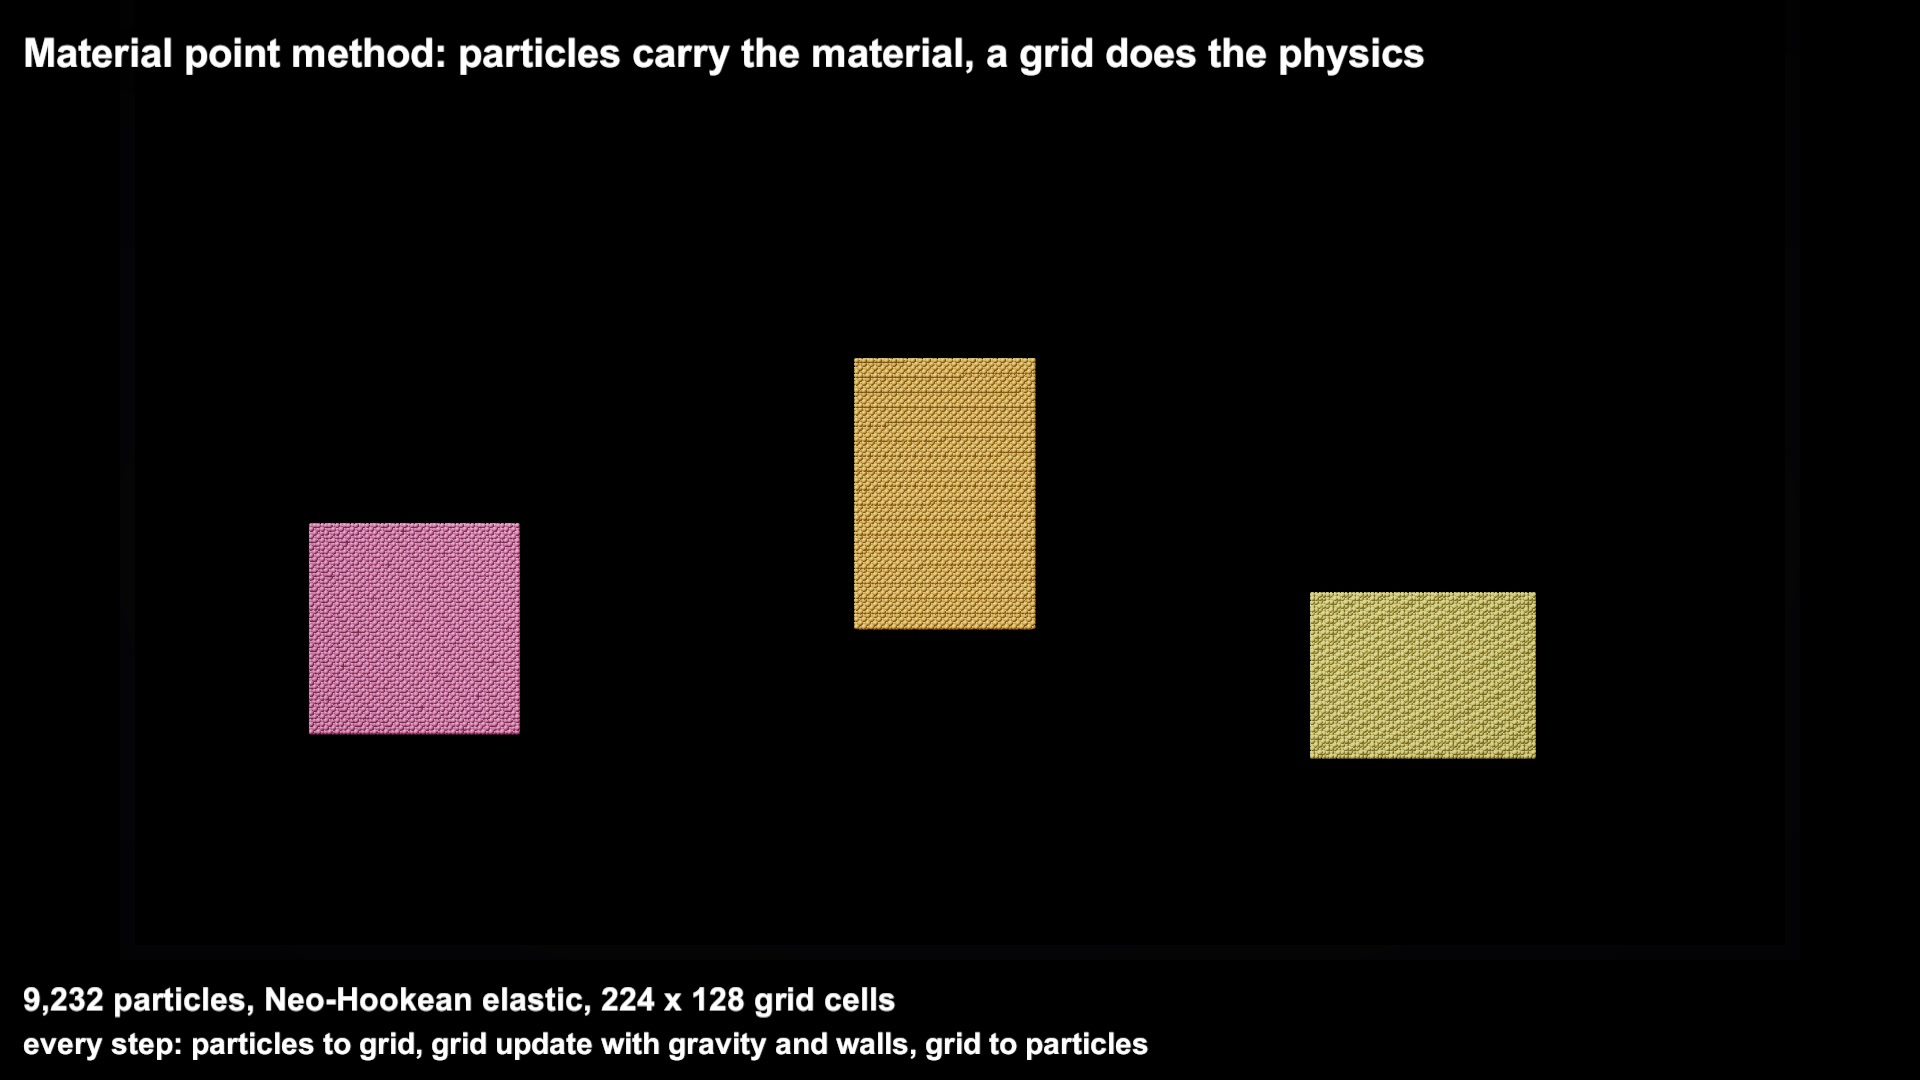 Material point method: particles carry the material, a grid does the physics
9,232 particles, Neo-Hookean elastic, 224 x 128 grid cells
every step: particles to grid, grid update with gravity and walls, grid to particles